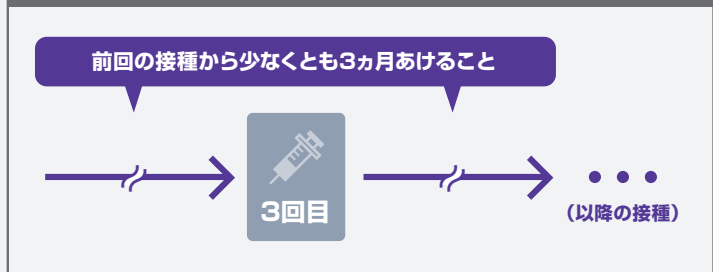 前回の接種から少なくとも3ヵ月あけること
3回目
（以降の接種）